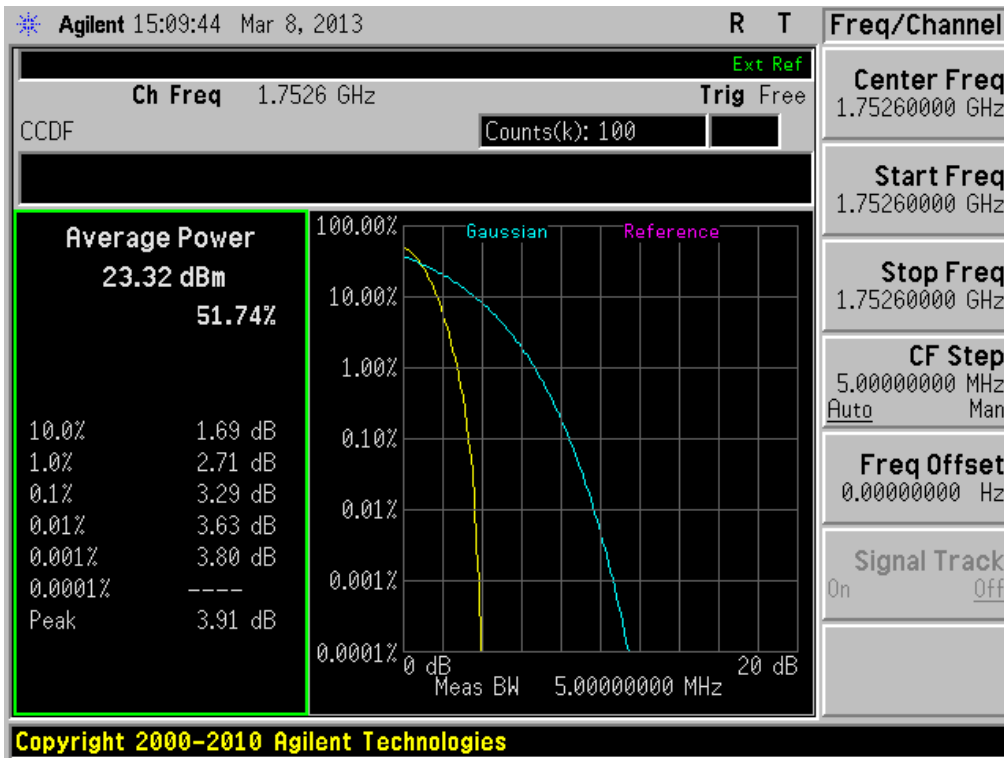 Agilent 15:09:44 Mar 8, 2013 R T
Ext Ref
Ch Freq 1.7526 GHz Trig Free
CCDF Counts(k): 100
Average Power
23.32 dBm
51.74%
10.0% 1.69 dB
1.0% 2.71 dB
0.1% 3.29 dB
0.01% 3.63 dB
0.001% 3.80 dB
0.0001% ----
Peak 3.91 dB
Gaussian Reference
100.00%
10.00%
1.00%
0.10%
0.01%
0.001%
0.0001%
0 dB 20 dB
Meas BW 5.00000000 MHz
Freq/Channel
Center Freq
1.75260000 GHz
Start Freq
1.75260000 GHz
Stop Freq
1.75260000 GHz
CF Step
5.00000000 MHz
Auto Man
Freq Offset
0.00000000 Hz
Signal Track
On Off
Copyright 2000-2010 Agilent Technologies